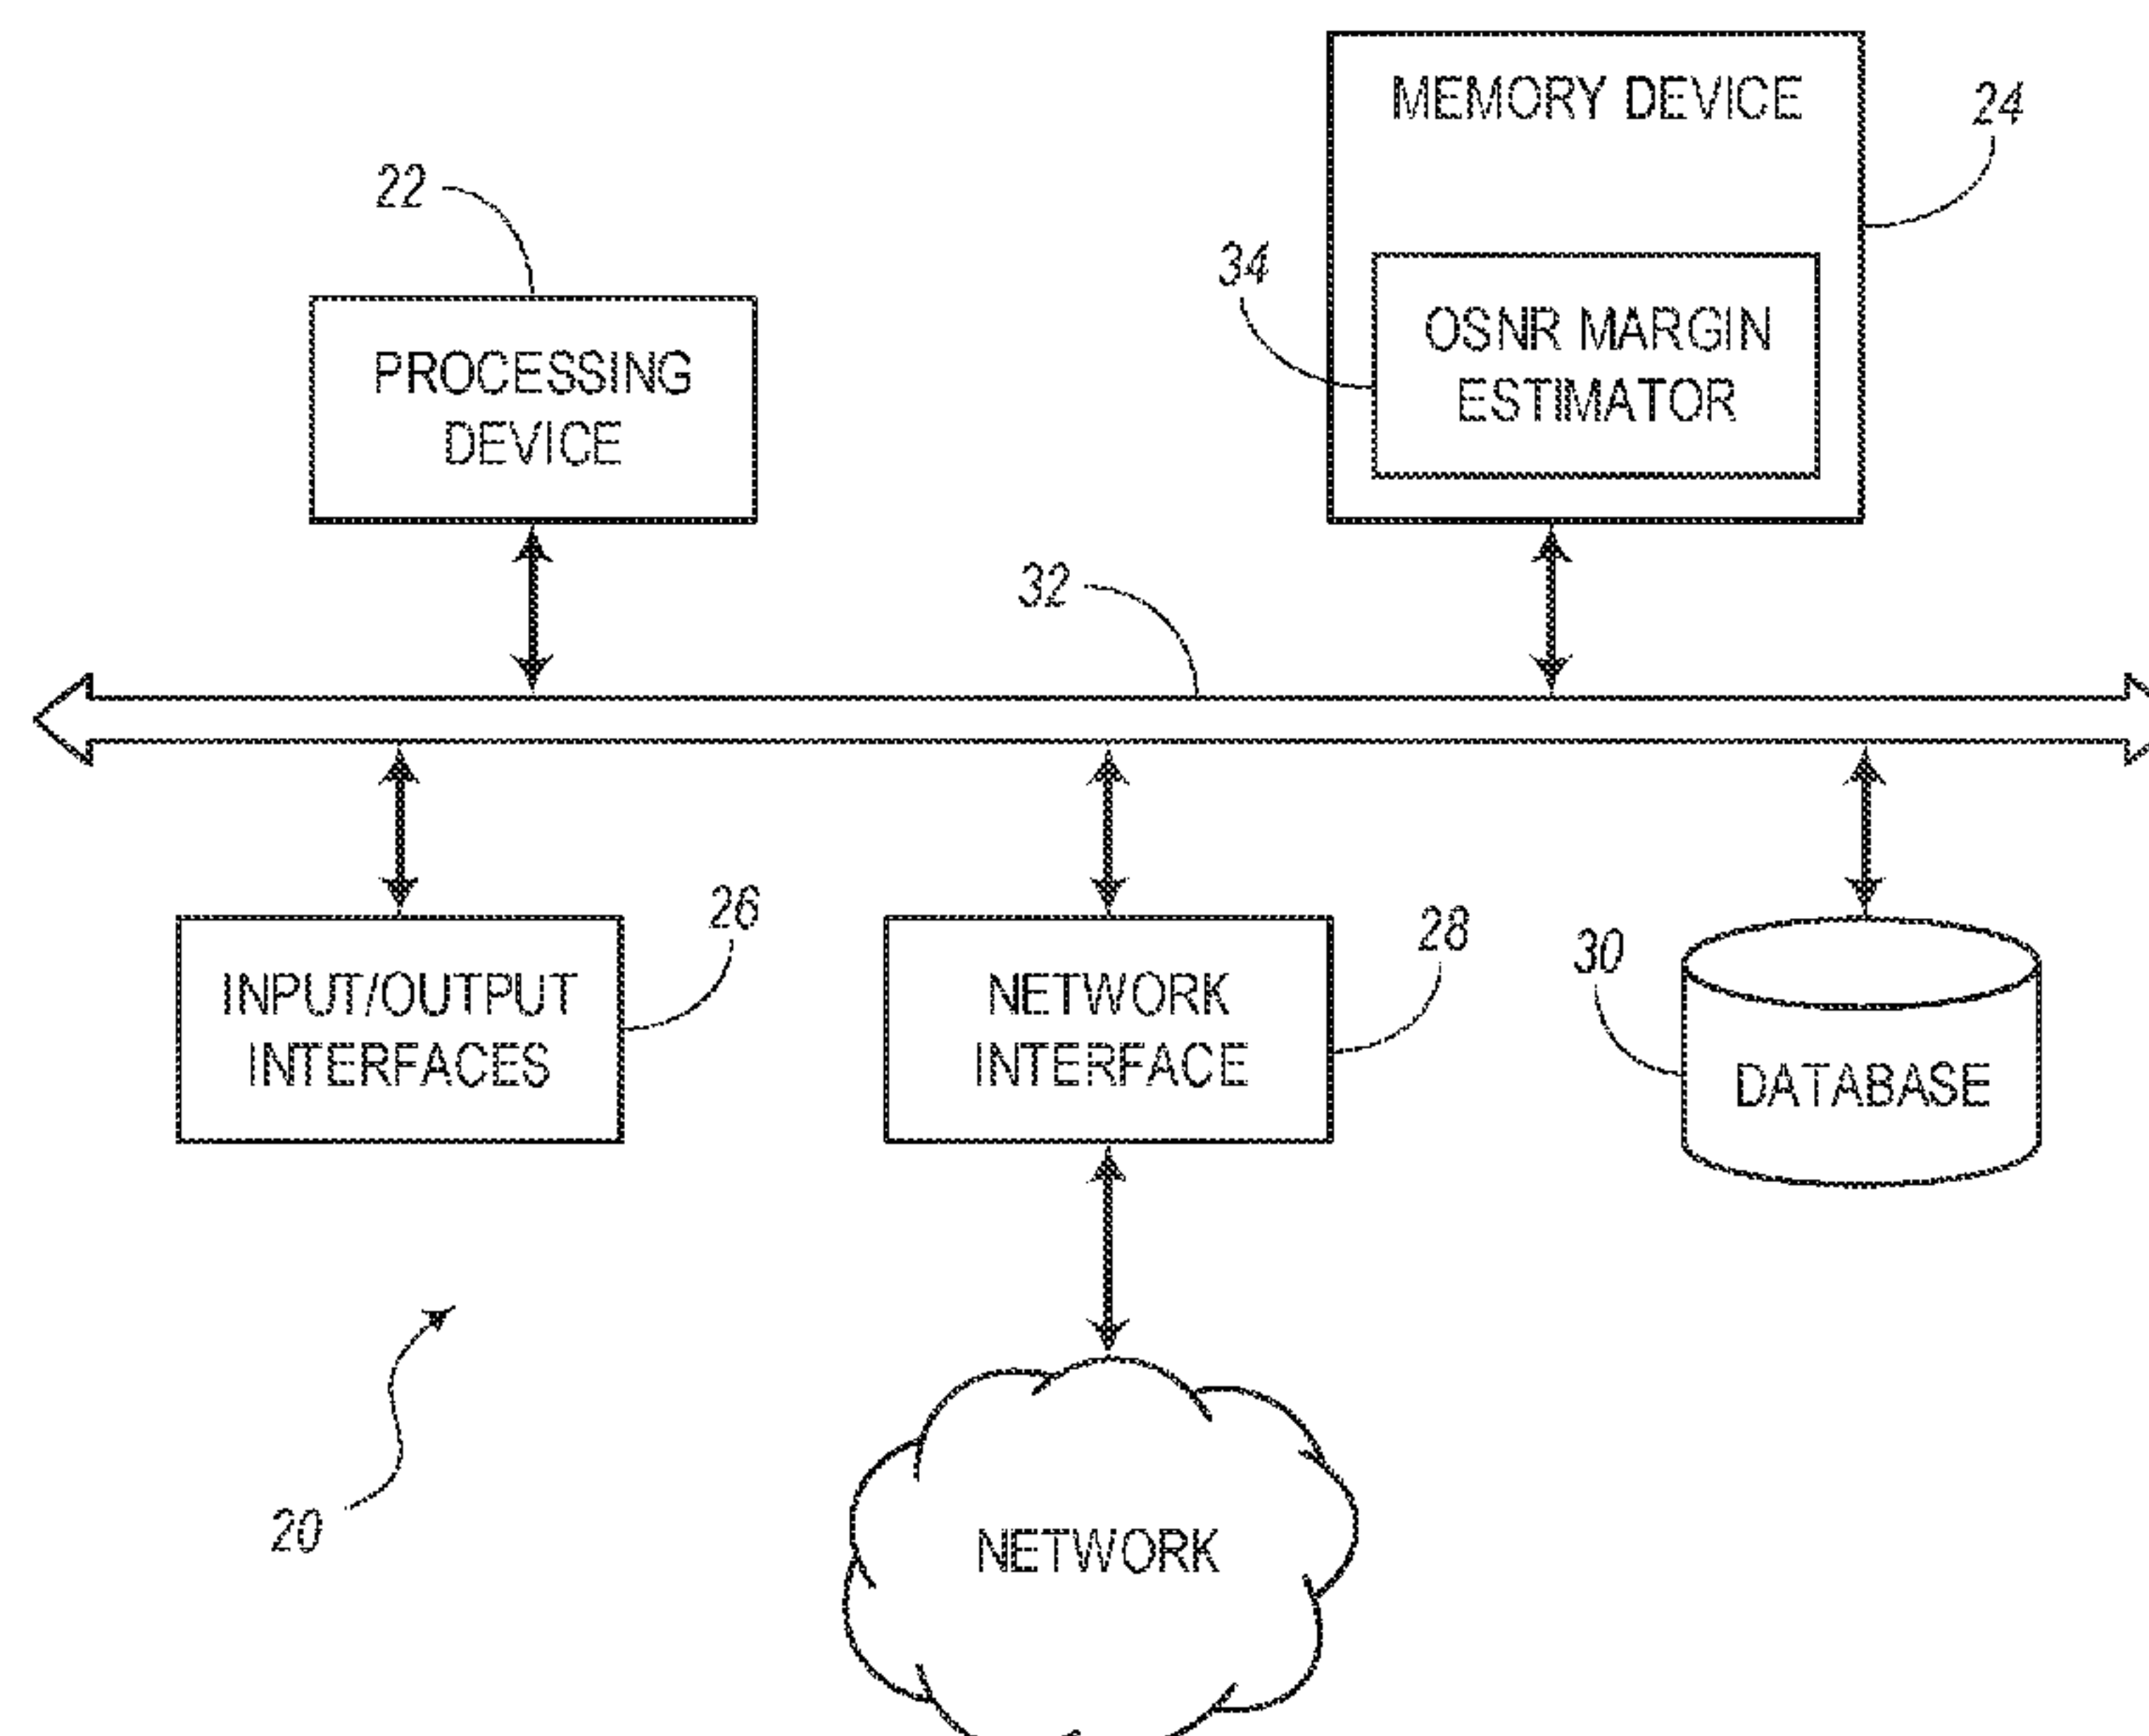 MEMORY DEVICE
24
22
34
OSNR MARGIN
ESTIMATOR
PROCESSING
DEVICE
32
26
28
30
INPUT/OUTPUT
INTERFACES
NETWORK
INTERFACE
DATABASE
20
NETWORK